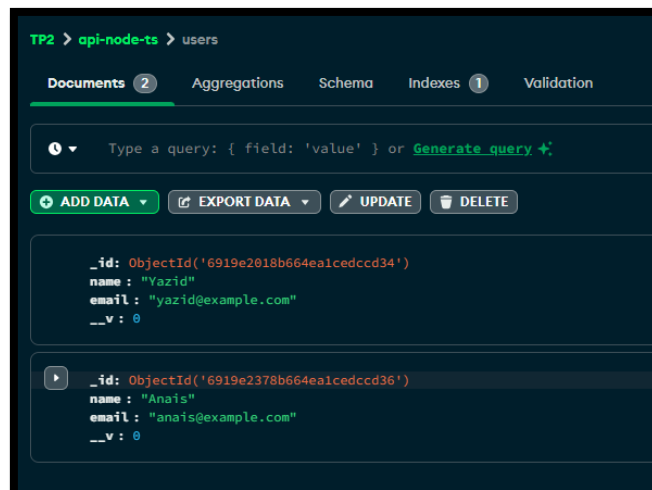 TP2 > api-node-ts > users
Documents 2 Aggregations Schema Indexes 1 Validation
Type a query: { field: 'value' } or Generate query
ADD DATA EXPORT DATA UPDATE DELETE
_id: ObjectId('6919e2018b664ea1cedccd34')
name : "Yazid"
email : "yazid@example.com"
__v : 0
_id: ObjectId('6919e2378b664ea1cedccd36')
name : "Anais"
email : "anais@example.com"
__v : 0